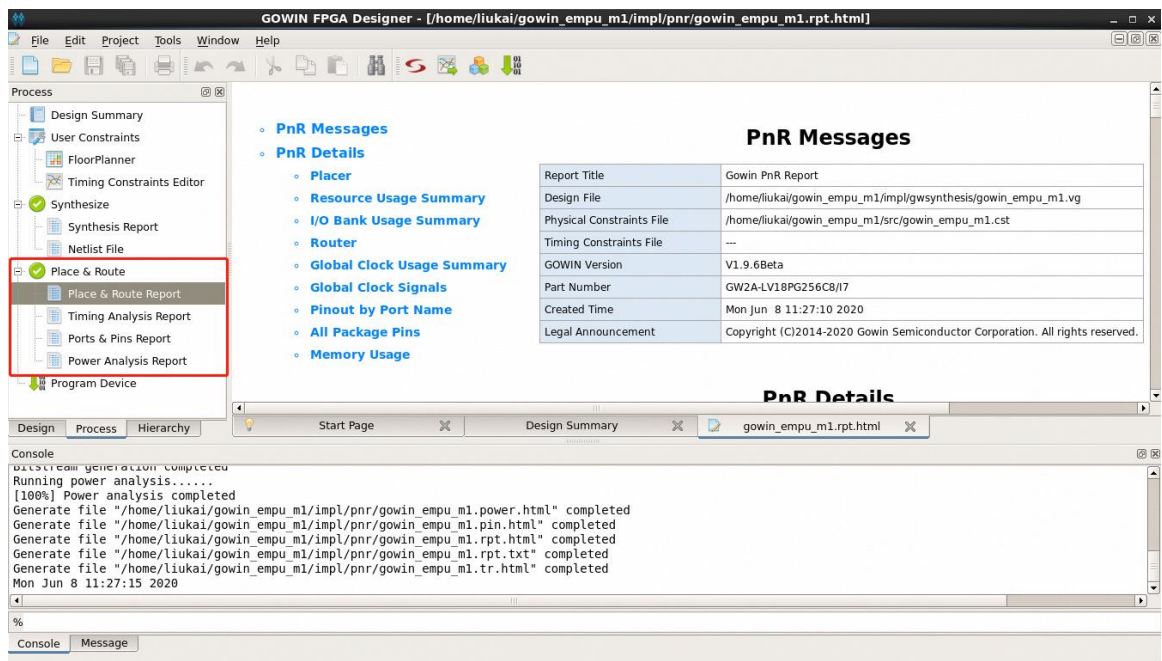 GOWIN FPGA Designer - [/home/liukai/gowin_empu_m1/impl/pnr/gowin_empu_m1.rpt.html]
File Edit Project Tools Window Help
Process
Design Summary
User Constraints
FloorPlanner
Timing Constraints Editor
Synthesize
Synthesis Report
Netlist File
Place & Route
Place & Route Report
Timing Analysis Report
Ports & Pins Report
Power Analysis Report
Program Device
Design Process Hierarchy
PnR Messages
PnR Details
Placer
Resource Usage Summary
I/O Bank Usage Summary
Router
Global Clock Usage Summary
Global Clock Signals
Pinout by Port Name
All Package Pins
Memory Usage
PnR Messages
Report Title Gowin PnR Report
Design File /home/liukai/gowin_empu_m1/impl/gwsynthesis/gowin_empu_m1.vg
Physical Constraints File /home/liukai/gowin_empu_m1/src/gowin_empu_m1.cst
Timing Constraints File ---
GOWIN Version V1.9.6Beta
Part Number GW2A-LV18PG256C8/I7
Created Time Mon Jun 8 11:27:10 2020
Legal Announcement Copyright (C)2014-2020 Gowin Semiconductor Corporation. All rights reserved.
PnR Details
Start Page Design Summary gowin_empu_m1.rpt.html
Console
Bitstream generation completed
Running power analysis......
[100%] Power analysis completed
Generate file "/home/liukai/gowin_empu_m1/impl/pnr/gowin_empu_m1.power.html" completed
Generate file "/home/liukai/gowin_empu_m1/impl/pnr/gowin_empu_m1.pin.html" completed
Generate file "/home/liukai/gowin_empu_m1/impl/pnr/gowin_empu_m1.rpt.html" completed
Generate file "/home/liukai/gowin_empu_m1/impl/pnr/gowin_empu_m1.rpt.txt" completed
Generate file "/home/liukai/gowin_empu_m1/impl/pnr/gowin_empu_m1.tr.html" completed
Mon Jun 8 11:27:15 2020
%
Console Message